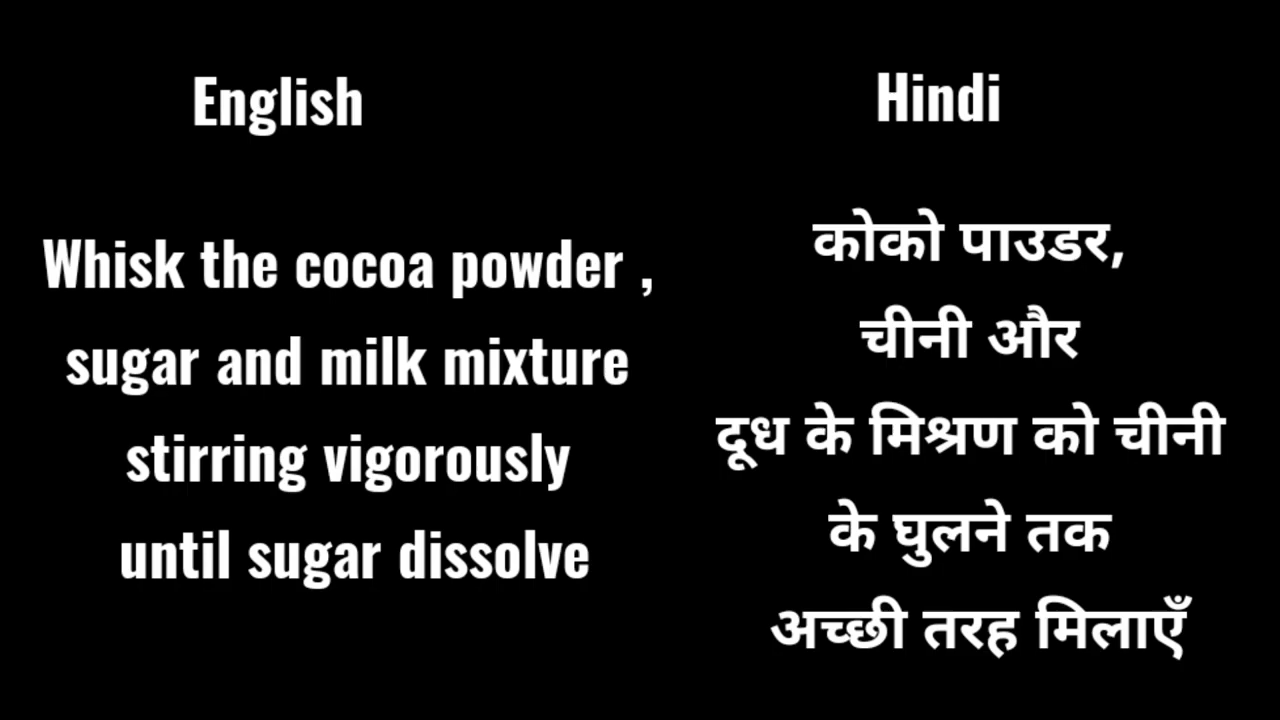 English
Whisk the cocoa powder ,
sugar and milk mixture
stirring vigorously
until sugar dissolve
Hindi
कोको पाउडर,
चीनी और
दूध के मिश्रण को चीनी
के घुलने तक
अच्छी तरह मिलाएँ